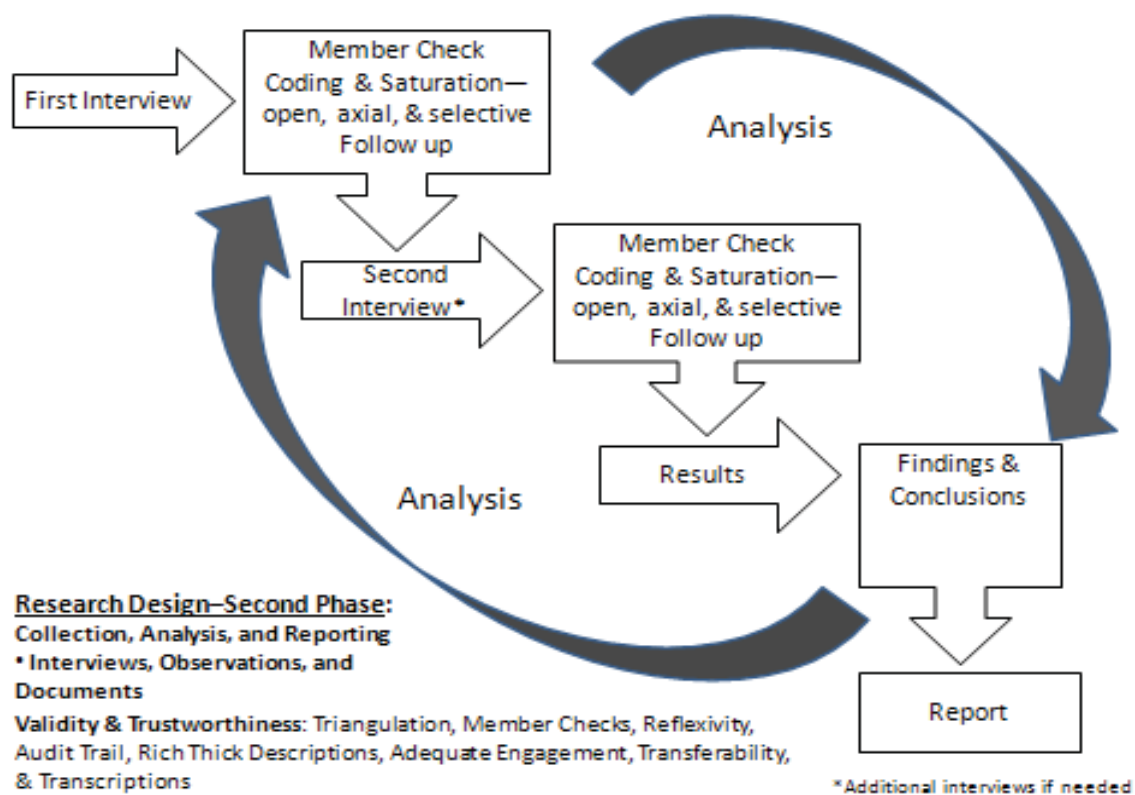 First Interview
Member Check
Coding & Saturation—
open, axial, & selective
Follow up
Analysis
Second
Interview*
Member Check
Coding & Saturation—
open, axial, & selective
Follow up
Results
Findings &
Conclusions
Analysis
Report
Research Design–Second Phase:
Collection, Analysis, and Reporting
• Interviews, Observations, and
Documents
Validity & Trustworthiness: Triangulation, Member Checks, Reflexivity,
Audit Trail, Rich Thick Descriptions, Adequate Engagement, Transferability,
& Transcriptions
*Additional interviews if needed